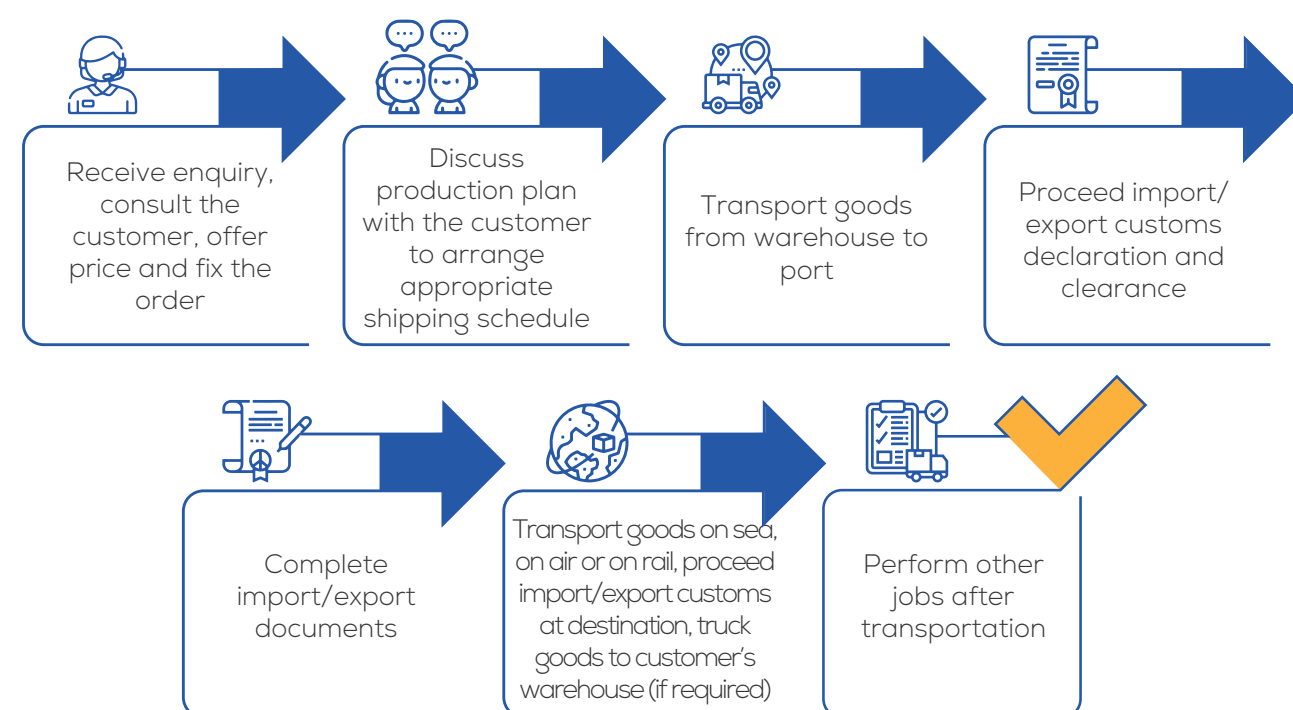 Receive enquiry,
consult the
customer, offer
price and fix the
order
Discuss
production plan
with the customer
to arrange
appropriate
shipping schedule
Transport goods
from warehouse to
port
Proceed import/
export customs
declaration and
clearance
Complete
import/export
documents
Transport goods on sea,
on air or on rail, proceed
import/export customs
at destination, truck
goods to customer's
warehouse (if required)
Perform other
jobs after
transportation